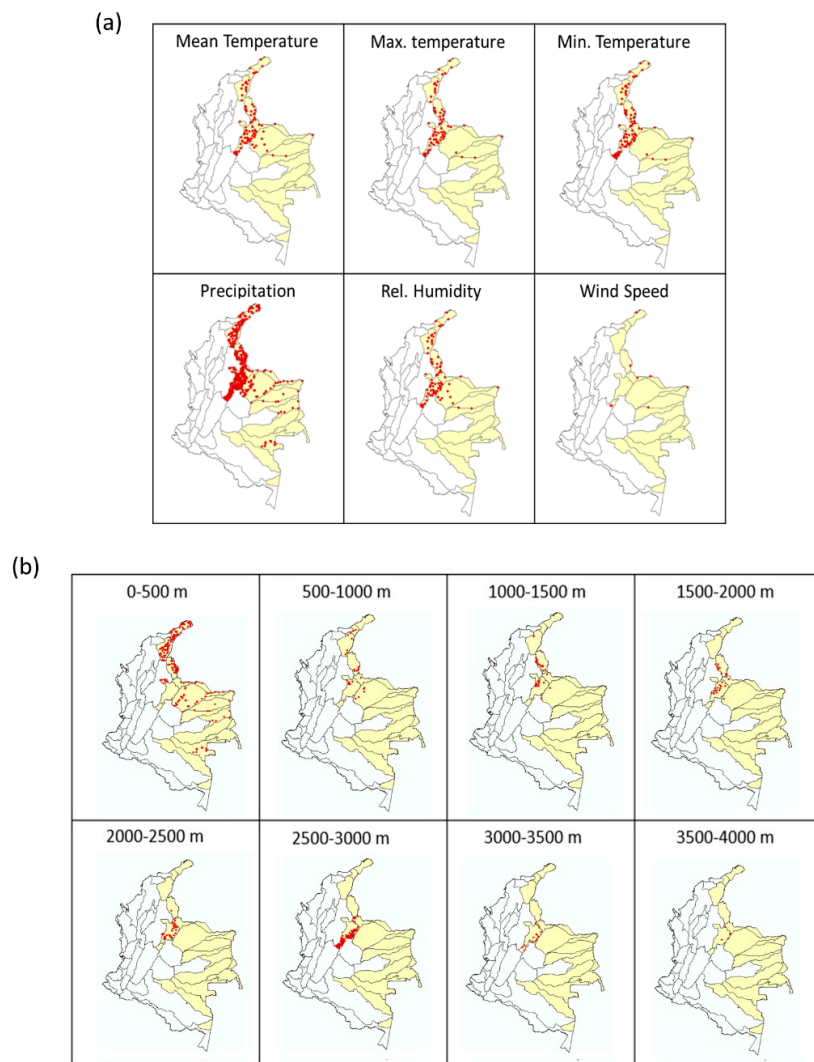 (a)
Mean Temperature
Max. temperature
Min. Temperature
Precipitation
Rel. Humidity
Wind Speed
(b)
0-500 m
500-1000 m
1000-1500 m
1500-2000 m
2000-2500 m
2500-3000 m
3000-3500 m
3500-4000 m